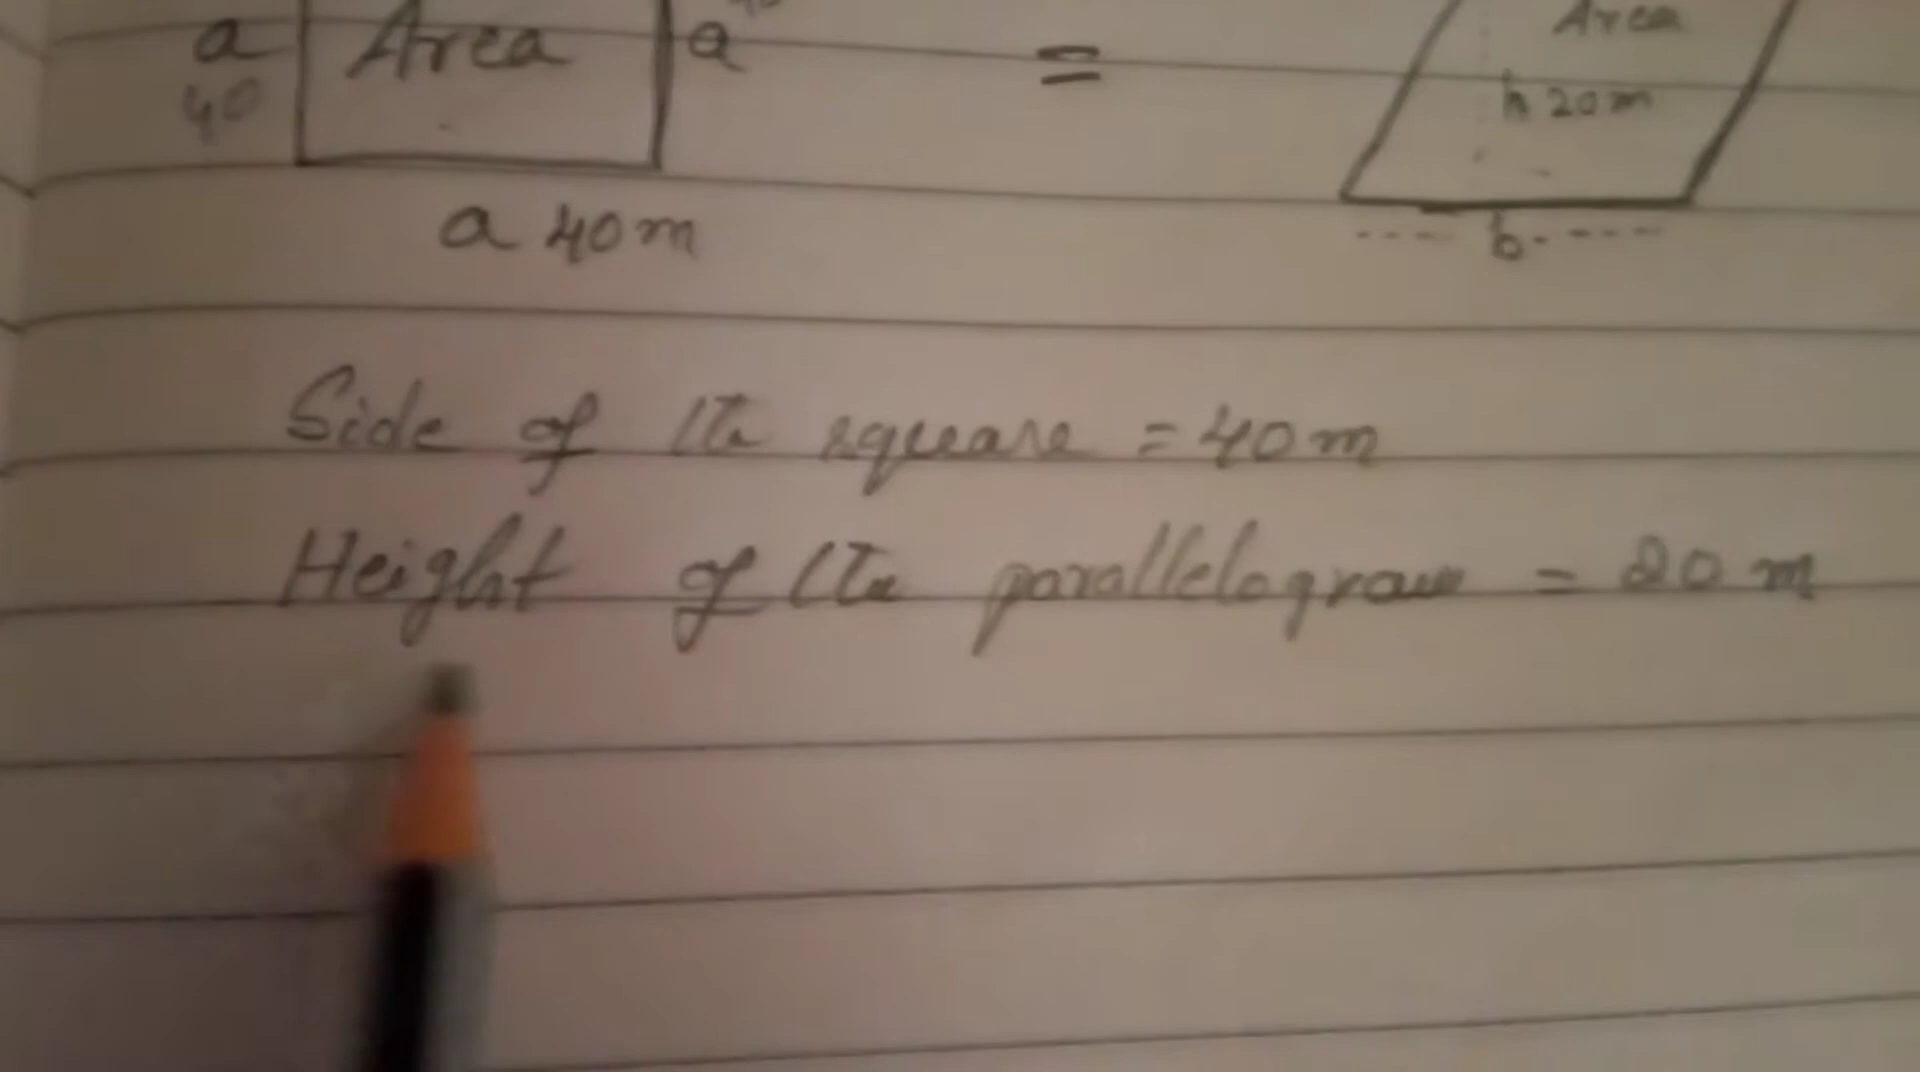 a Area a = Area
40 h 20m
a 40m b
Side of the square = 40m
Height of the parallelogram = 20 m